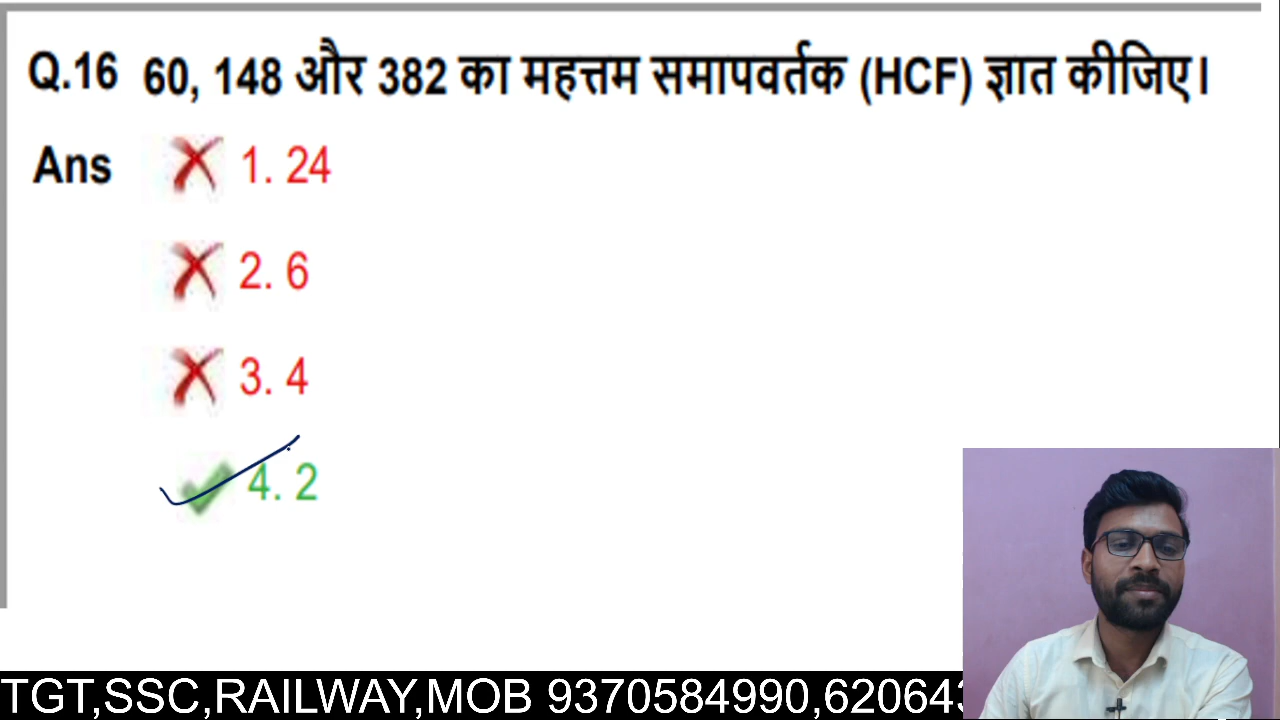 Q.16 60, 148 और 382 का महत्तम समापवर्तक (HCF) ज्ञात कीजिए।
Ans 1. 24
2. 6
3. 4
4. 2
TGT,SSC,RAILWAY,MOB 9370584990,62064